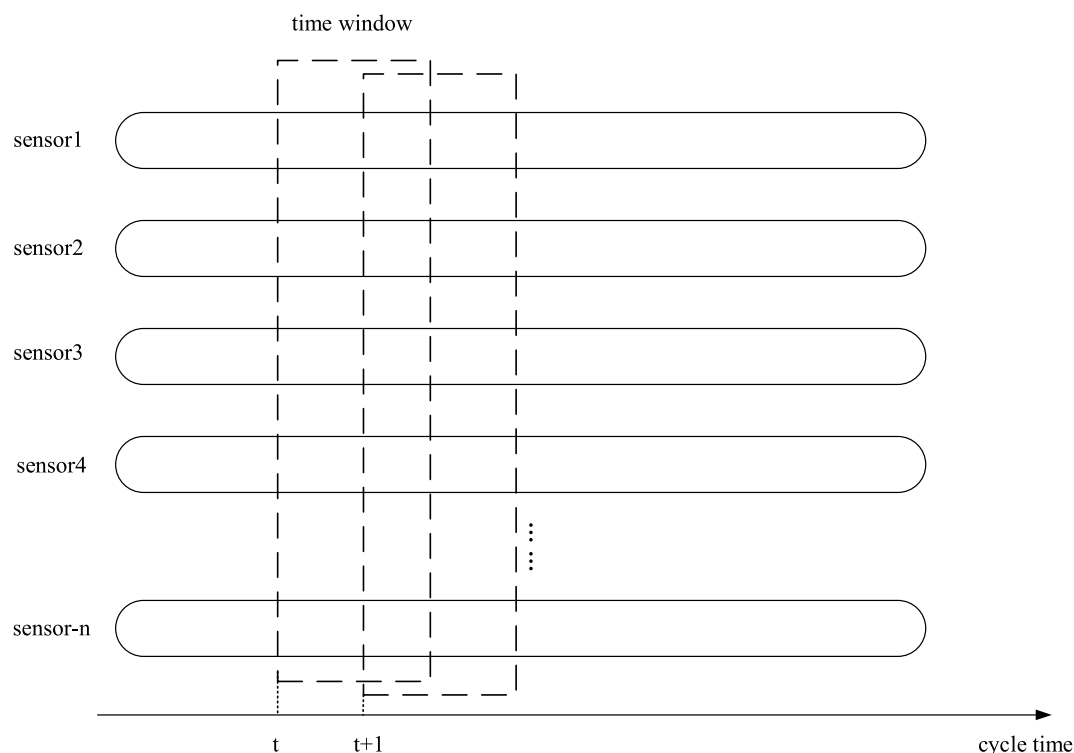 time window
sensor1
sensor2
sensor3
sensor4
......
sensor-n
t t+1 cycle time